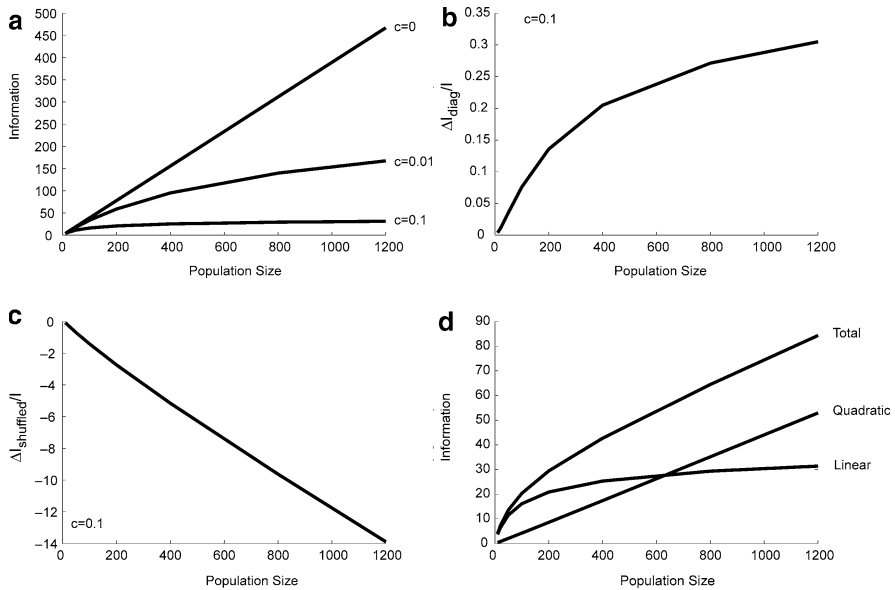 a
500
450
400
350
300
250
200
150
100
50
0
Information
c=0
c=0.01
c=0.1
0 200 400 600 800 1000 1200
Population Size
b
c=0.1
0.35
0.3
0.25
0.2
0.15
0.1
0.05
0
ΔIdiag/I
0 200 400 600 800 1000 1200
Population Size
c
0
−2
−4
−6
−8
−10
−12
−14
ΔIshuffled/I
c=0.1
0 200 400 600 800 1000 1200
Population Size
d
90
80
70
60
50
40
30
20
10
0
Information
Total
Quadratic
Linear
0 200 400 600 800 1000 1200
Population Size